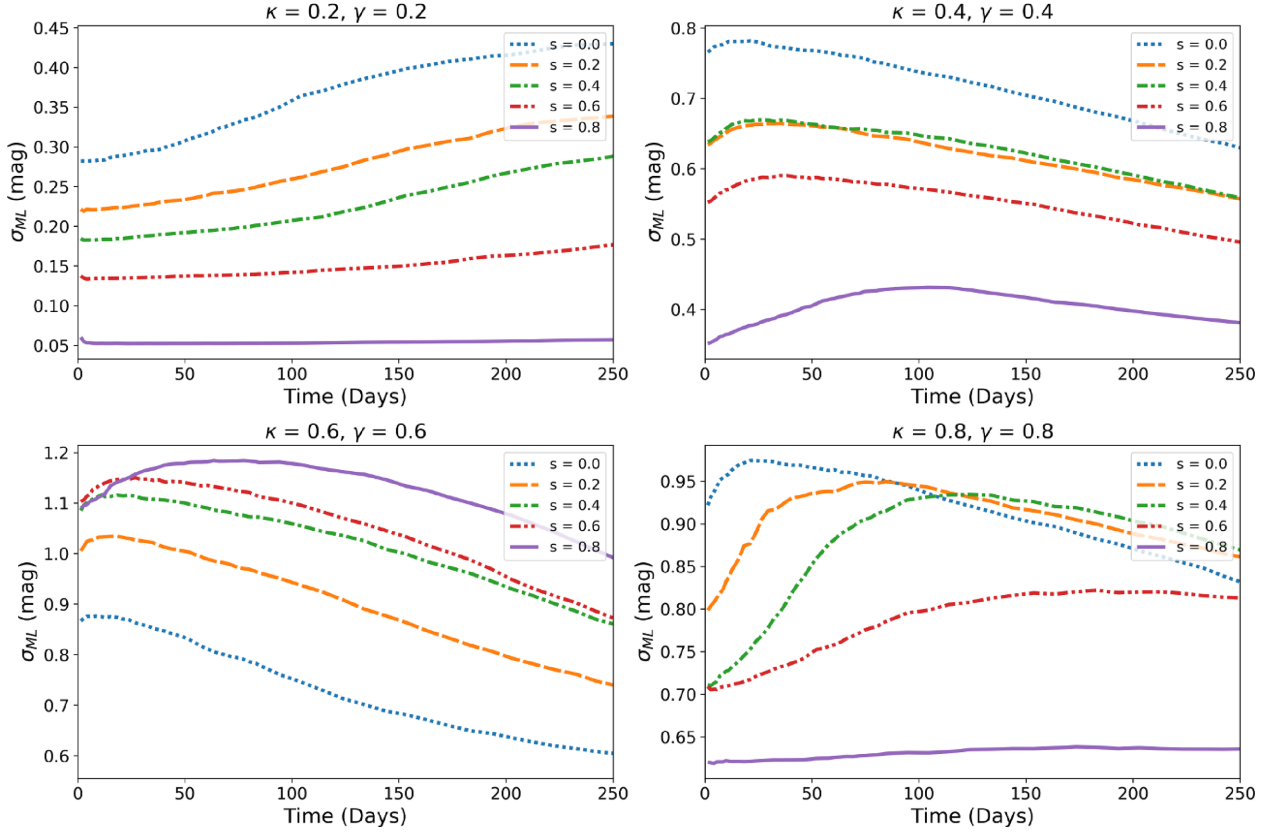 κ = 0.2, γ = 0.2
σML (mag)
0.45
0.40
0.35
0.30
0.25
0.20
0.15
0.10
0.05
s = 0.0
s = 0.2
s = 0.4
s = 0.6
s = 0.8
0 50 100 150 200 250
Time (Days)
κ = 0.4, γ = 0.4
σML (mag)
0.8
0.7
0.6
0.5
0.4
s = 0.0
s = 0.2
s = 0.4
s = 0.6
s = 0.8
0 50 100 150 200 250
Time (Days)
κ = 0.6, γ = 0.6
σML (mag)
1.2
1.1
1.0
0.9
0.8
0.7
0.6
s = 0.0
s = 0.2
s = 0.4
s = 0.6
s = 0.8
0 50 100 150 200 250
Time (Days)
κ = 0.8, γ = 0.8
σML (mag)
0.95
0.90
0.85
0.80
0.75
0.70
0.65
s = 0.0
s = 0.2
s = 0.4
s = 0.6
s = 0.8
0 50 100 150 200 250
Time (Days)